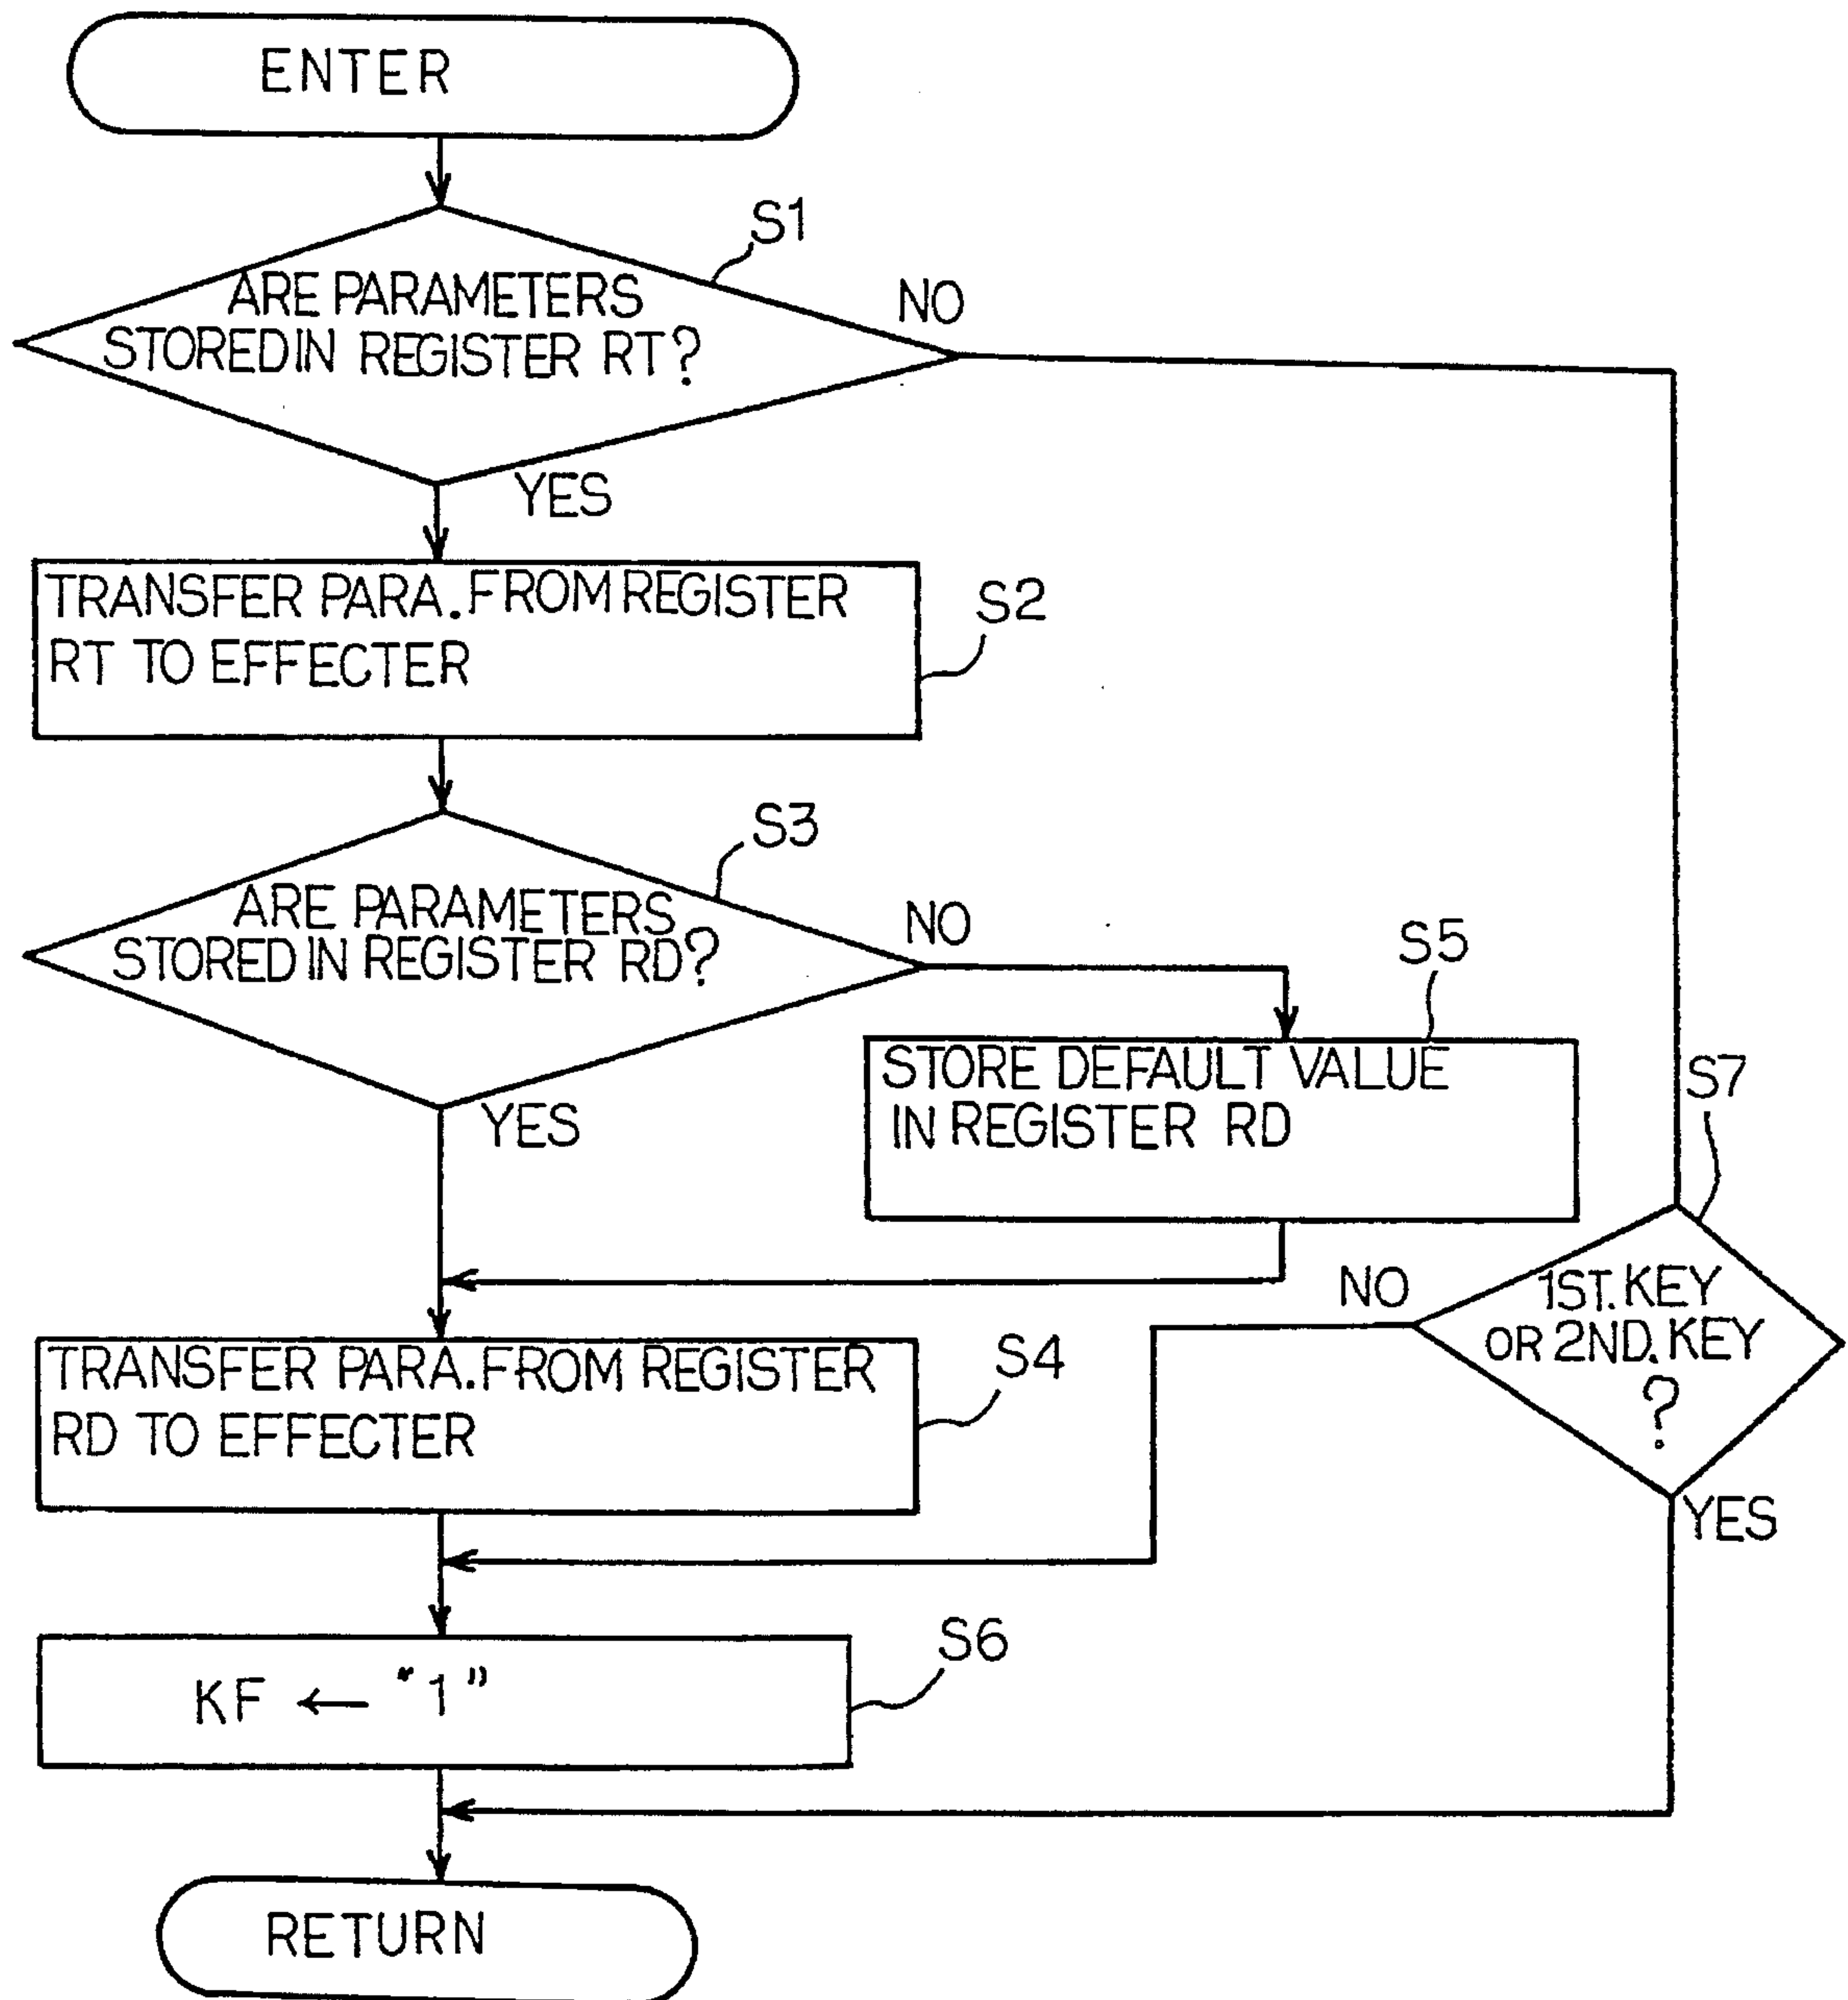 ENTER
S1
ARE PARAMETERS
STORED IN REGISTER RT?
NO
YES
TRANSFER PARA. FROM REGISTER
RT TO EFFECTER
S2
S3
ARE PARAMETERS
STORED IN REGISTER RD?
NO
YES
S5
STORE DEFAULT VALUE
IN REGISTER RD
S7
1ST. KEY
OR 2ND. KEY
?
NO
YES
TRANSFER PARA. FROM REGISTER
RD TO EFFECTER
S4
KF ← "1"
S6
RETURN